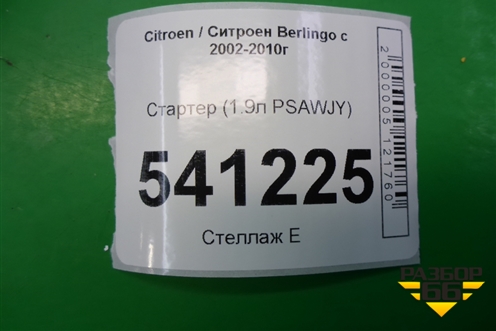 Citroen / Ситроен Berlingo с
2002-2010г
Стартер (1.9л PSAWJY)
541225
Стеллаж Е
2000005121760
РАЗБОР
66